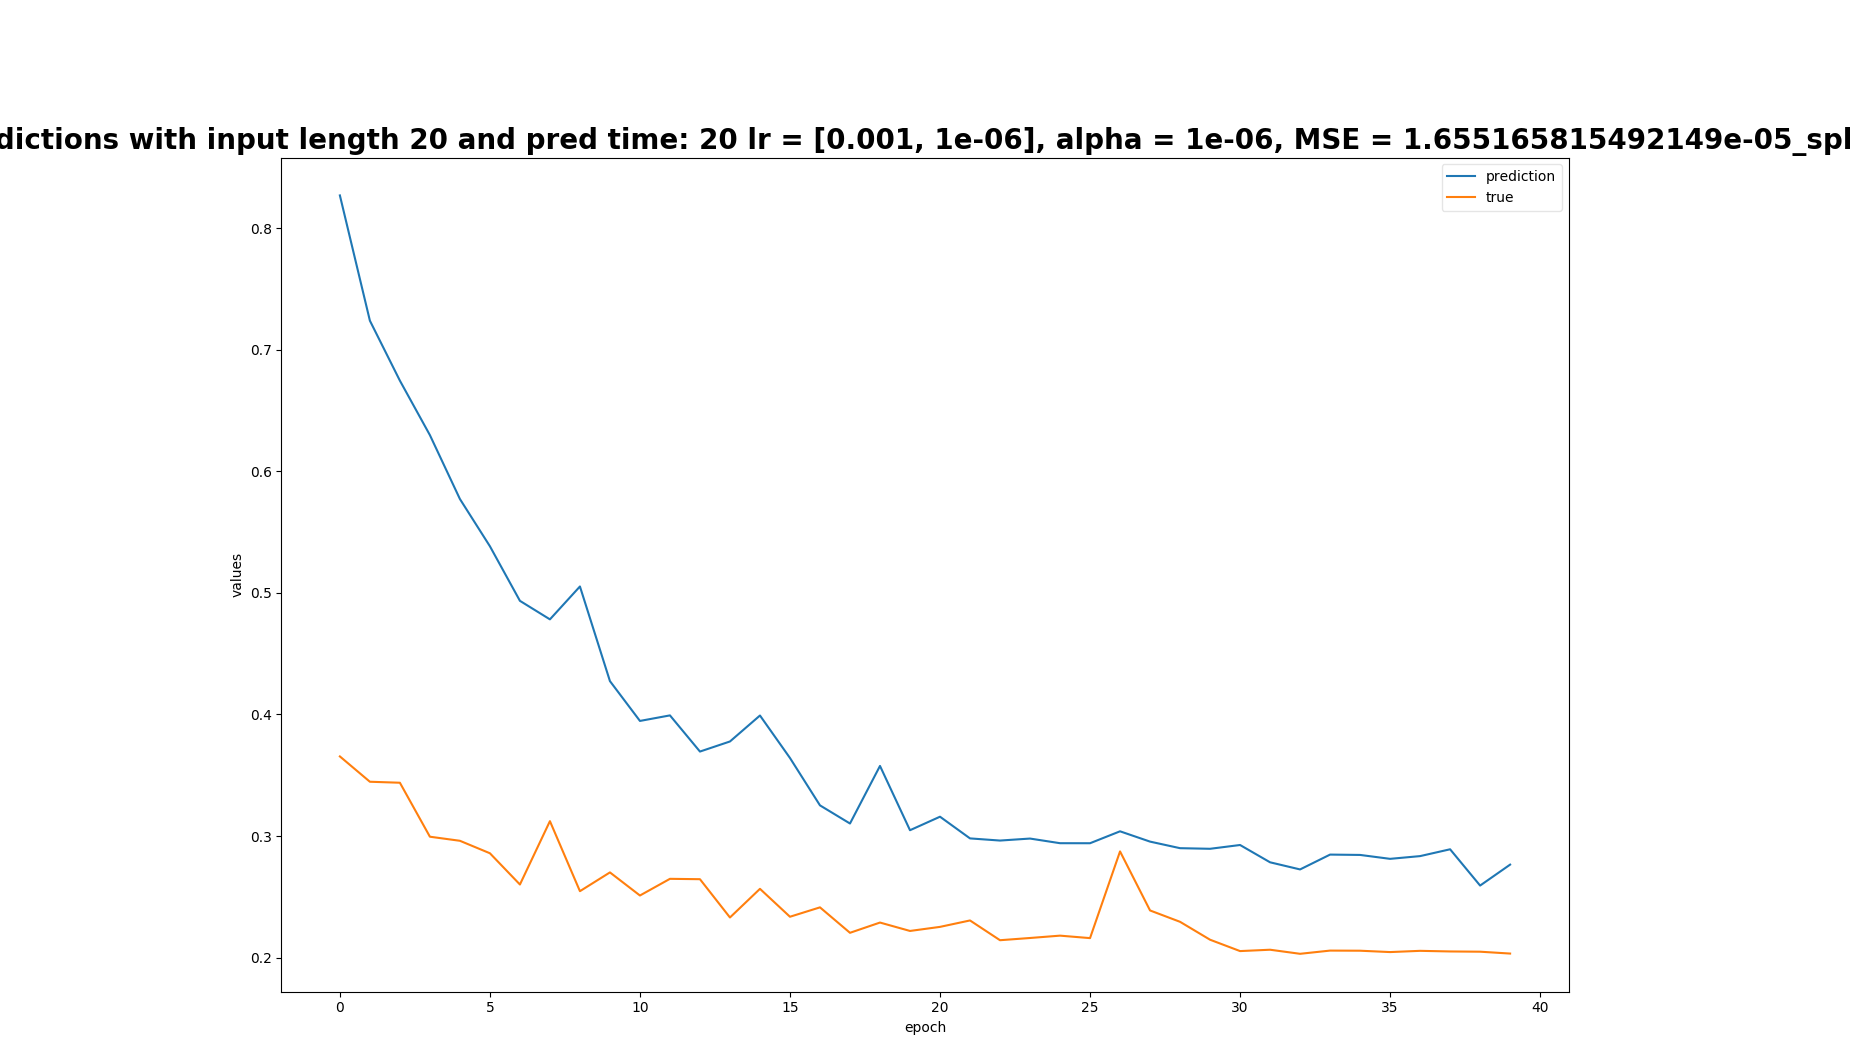 dictions with input length 20 and pred time: 20 lr = [0.001, 1e-06], alpha = 1e-06, MSE = 1.655165815492149e-05_spl
prediction
true
0.8
0.7
0.6
0.5
0.4
0.3
0.2
values
0 5 10 15 20 25 30 35 40
epoch